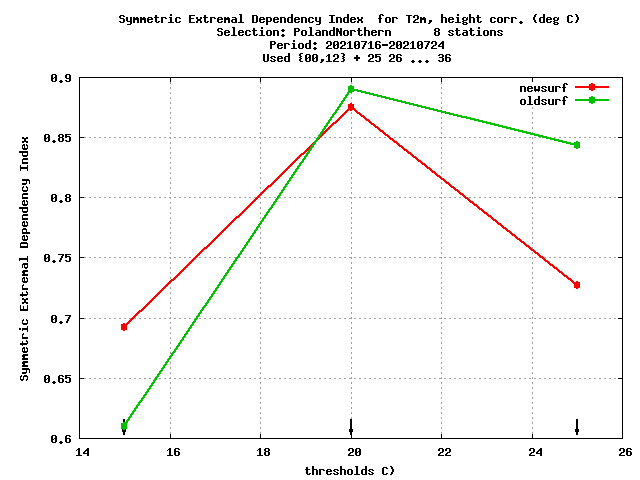 Symmetric Extremal Dependency Index  for T2m, height corr. (deg C)
Selection: PolandNorthern      8 stations
Period: 20210716-20210724
Used {00,12} + 25 26 ... 36
newsurf
oldsurf
Symmetric Extremal Dependency Index
0.9
0.85
0.8
0.75
0.7
0.65
0.6
14 16 18 20 22 24 26
thresholds C)